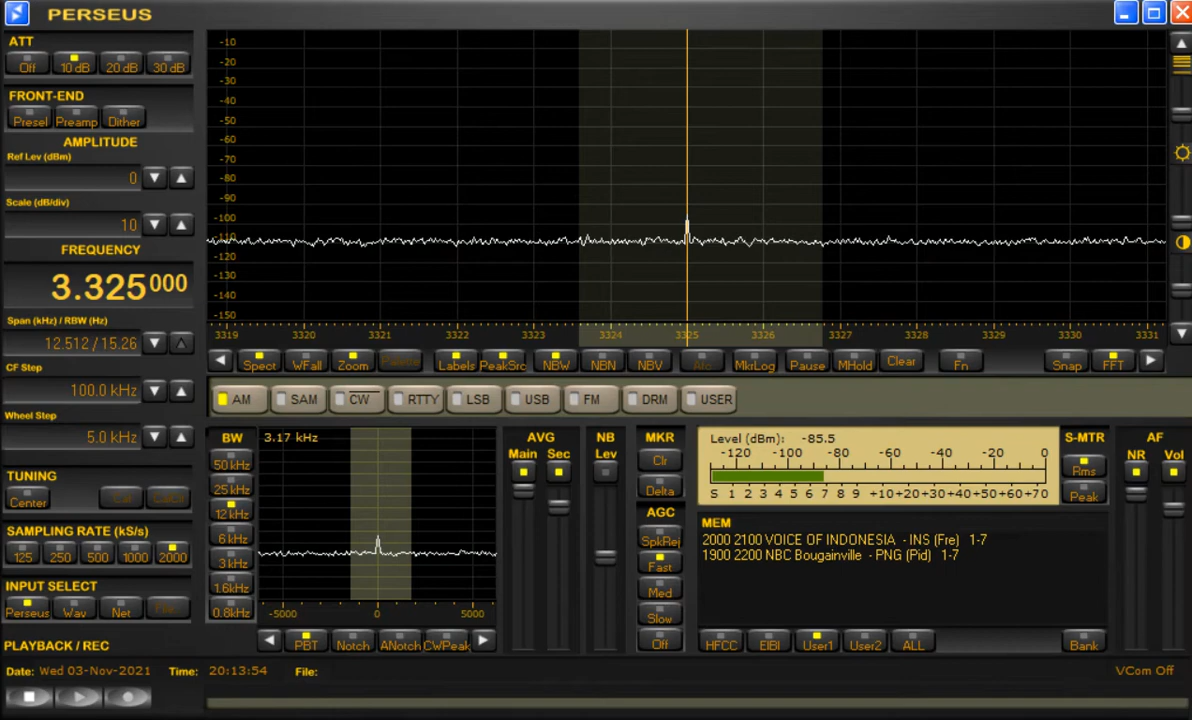 PERSEUS
ATT
Off 10 dB 20 dB 30 dB
FRONT-END
Presel Preamp Dither
AMPLITUDE
Ref Lev (dBm)
0
Scale (dB/div)
10
FREQUENCY
3.325000
Span (kHz) / RBW (Hz)
12.512 / 15.26
CF Step
100.0 kHz
Wheel Step
5.0 kHz
TUNING
Center Cal
SAMPLING RATE (kS/s)
125 250 500 1000 2000
INPUT SELECT
Perseus Wav Net
PLAYBACK / REC
-10
-20
-30
-40
-50
-60
-70
-80
-90
-100
-110
-120
-130
-140
-150
3319 3320 3321 3322 3323 3324 3325 3326 3327 3328 3329 3330 3331
Spect WFall Zoom Labels PeakSrc NBW NBN NBV MkrLog Pause MHold Clear Fn Snap FFT
AM SAM CW RTTY LSB USB FM DRM USER
BW
50 kHz
25 kHz
12 kHz
6 kHz
3 kHz
1.6kHz
0.8kHz
3.17 kHz
-5000 0 5000
PBT Notch ANotch CWPeak
AVG
Main Sec
NB
Lev
MKR
Clr
Delta
AGC
SpkRej
Fast
Med
Slow
Off
Level (dBm): -85.5
-120 -100 -80 -60 -40 -20 0
S 1 2 3 4 5 6 7 8 9 +10+20+30+40+50+60+70
S-MTR
Rms
Peak
AF
NR Vol
MEM
2000 2100 VOICE OF INDONESIA - INS (Fre) 1-7
1900 2200 NBC Bougainville - PNG (Pid) 1-7
HFCC EIBI User1 User2 ALL Bank
Date: Wed 03-Nov-2021 Time: 20:13:54 File:
VCom Off